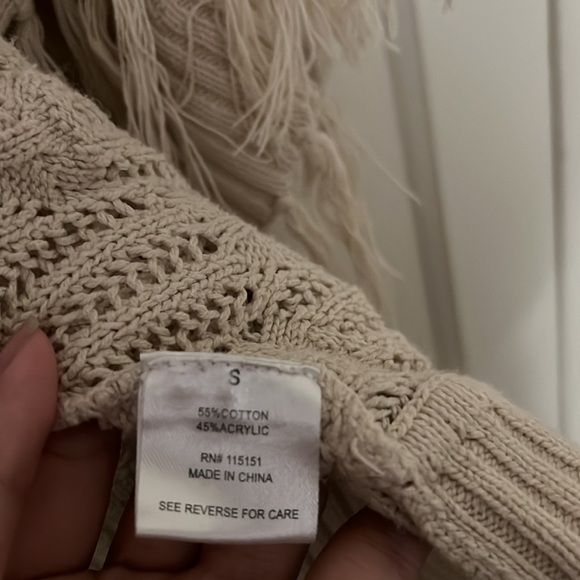 S
55%COTTON
45%ACRYLIC
RN# 115151
MADE IN CHINA
SEE REVERSE FOR CARE